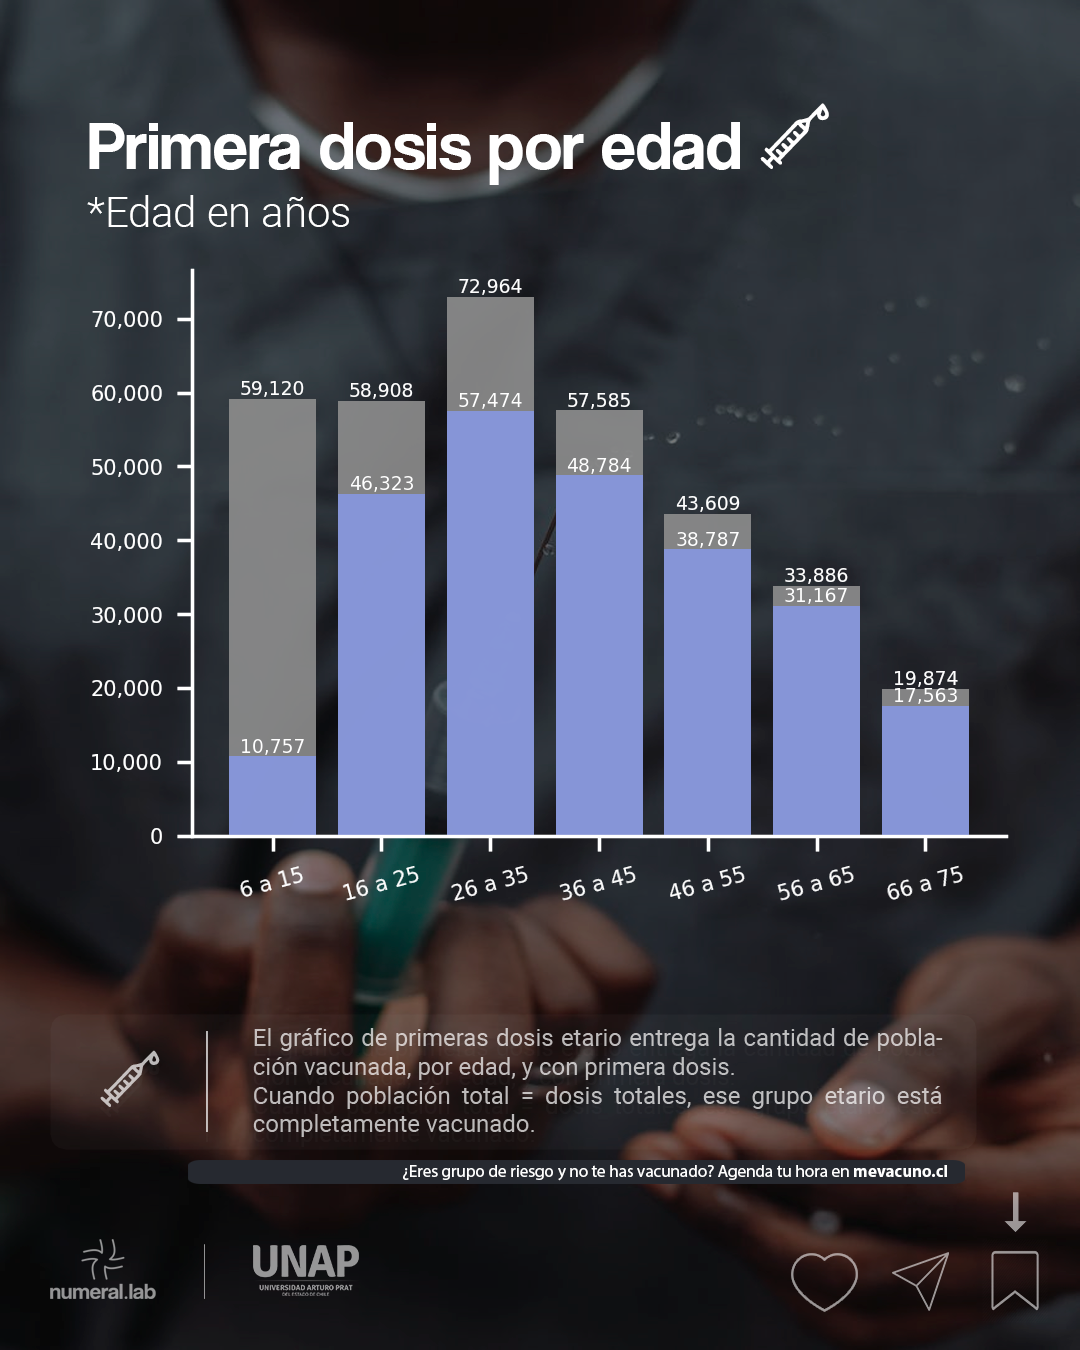 Primera dosis por edad
*Edad en años
72,964
70,000
59,120
58,908
60,000
57,474
57,585
50,000
46,323
48,784
43,609
40,000
38,787
33,886
31,167
30,000
20,000
19,874
17,563
10,757
10,000
0
6 a 15
16 a 25
26 a 35
36 a 45
46 a 55
56 a 65
66 a 75
El gráfico de primeras dosis etario entrega la cantidad de pobla-
ción vacunada, por edad, y con primera dosis.
Cuando población total = dosis totales, ese grupo etario está
completamente vacunado.
¿Eres grupo de riesgo y no te has vacunado? Agenda tu hora en mevacuno.cl
numeral.lab
UNAP
UNIVERSIDAD ARTURO PRAT
DEL ESTADO DE CHILE